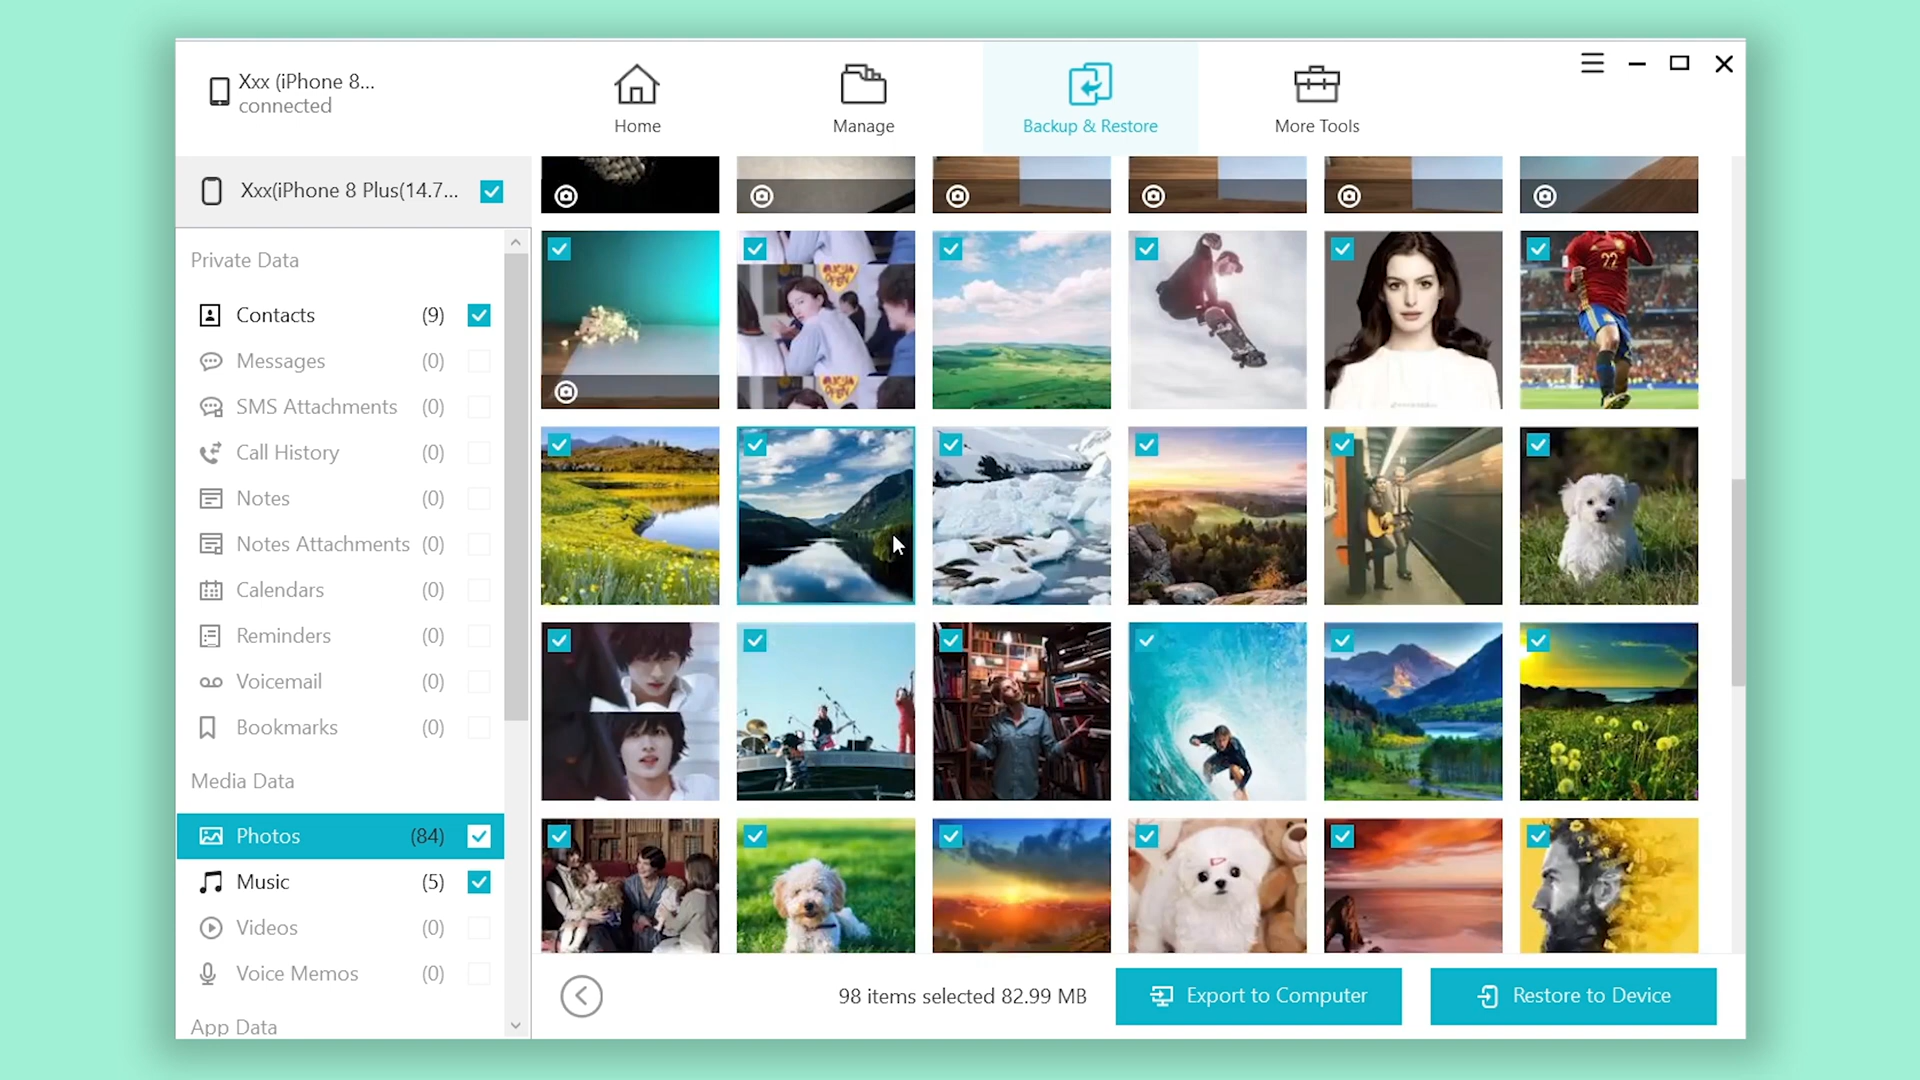 Xxx (iPhone 8...
connected
Home
Manage
Backup & Restore
More Tools
Xxx(iPhone 8 Plus(14.7...
Private Data
Contacts (9)
Messages (0)
SMS Attachments (0)
Call History (0)
Notes (0)
Notes Attachments (0)
Calendars (0)
Reminders (0)
Voicemail (0)
Bookmarks (0)
Media Data
Photos (84)
Music (5)
Videos (0)
Voice Memos (0)
App Data
22
98 items selected 82.99 MB
Export to Computer
Restore to Device